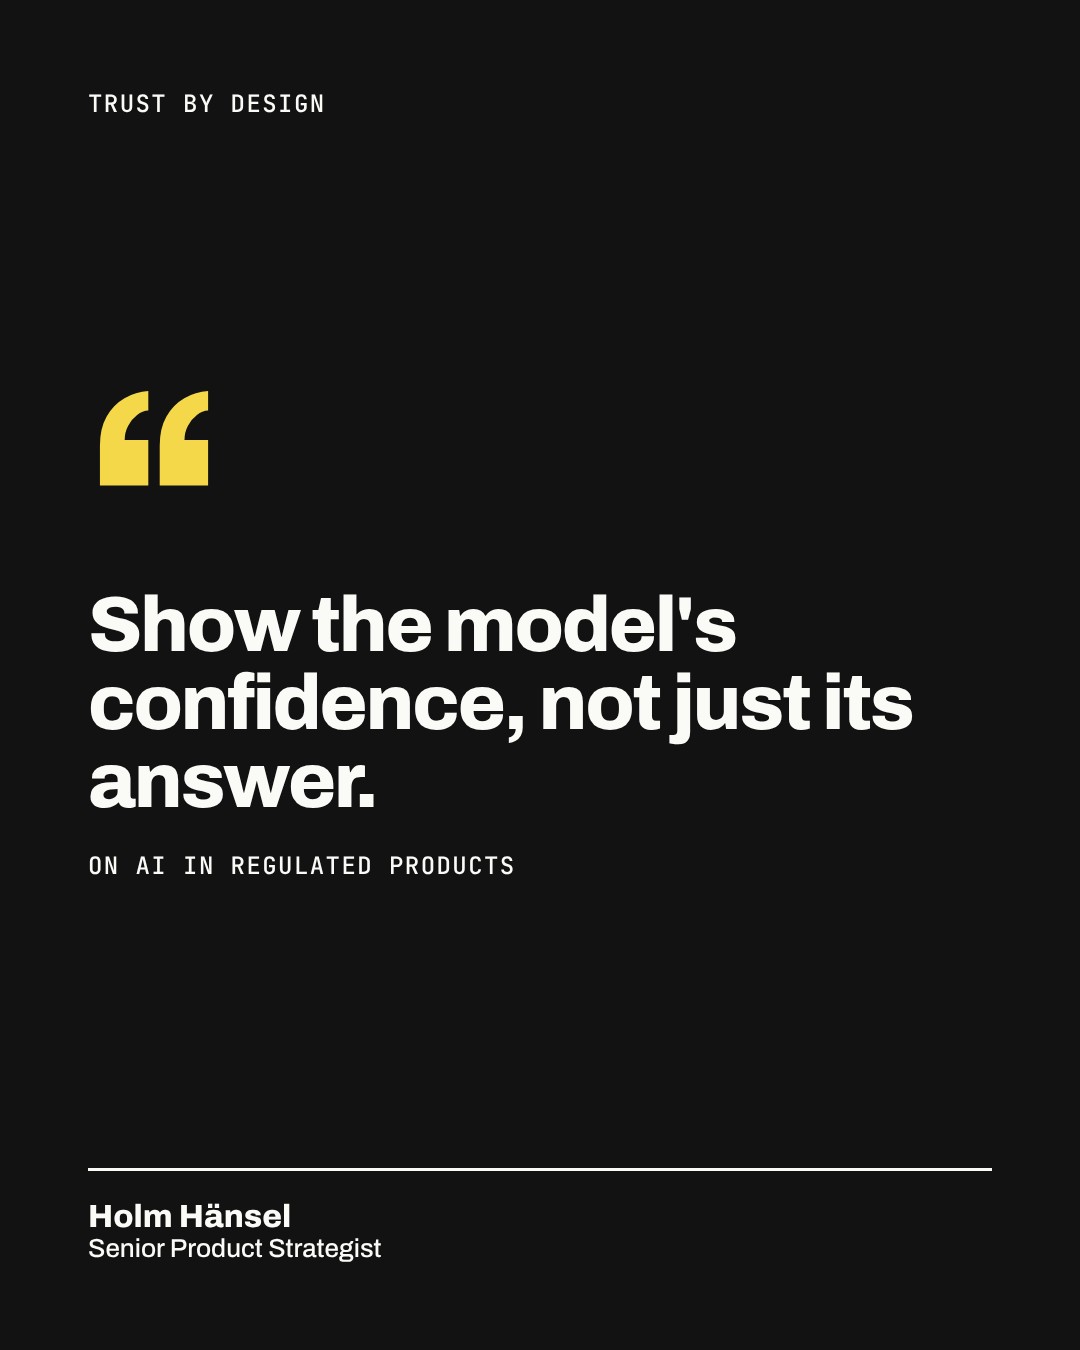 TRUST BY DESIGN
“
Show the model's
confidence, not just its
answer.
ON AI IN REGULATED PRODUCTS
Holm Hänsel
Senior Product Strategist